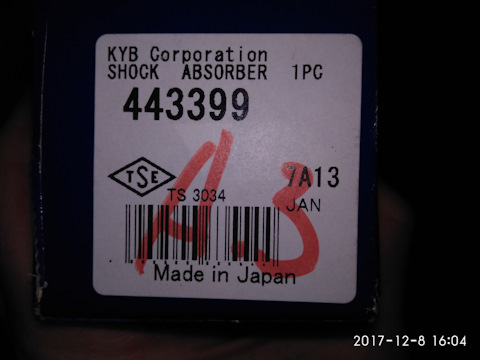 KYB Corporation
SHOCK ABSORBER 1PC
443399
TSE
TS 3034
7A13
JAN
A.3
Made in Japan
2017-12-8 16:04